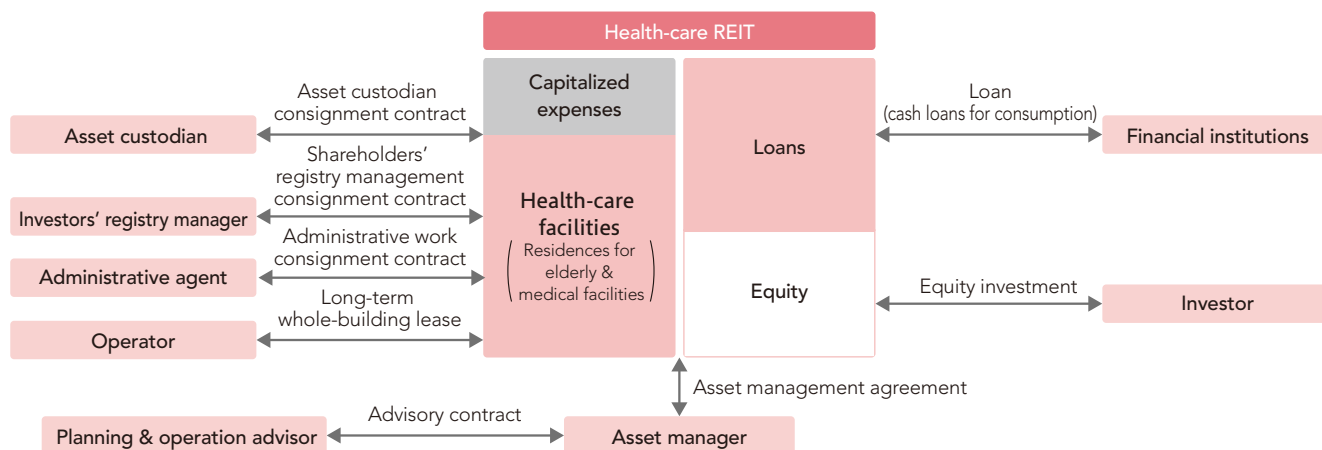 Health-care REIT
Capitalized
expenses
Health-care
facilities
(Residences for
elderly &
medical facilities)
Loans
Equity
Asset custodian
consignment contract
Asset custodian
Shareholders’
registry management
consignment contract
Investors’ registry manager
Administrative work
consignment contract
Administrative agent
Long-term
whole-building lease
Operator
Loan
(cash loans for consumption)
Financial institutions
Equity investment
Investor
Asset management agreement
Advisory contract
Planning & operation advisor
Asset manager